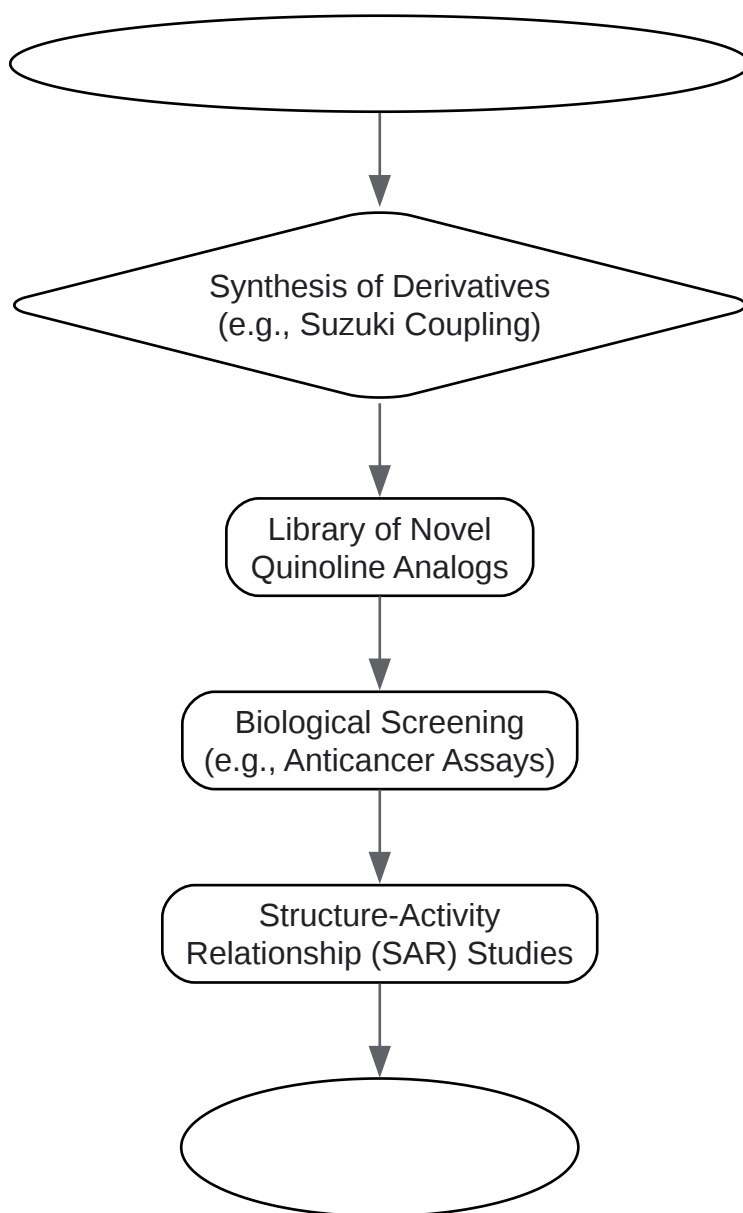 Synthesis of Derivatives
(e.g., Suzuki Coupling)
Library of Novel
Quinoline Analogs
Biological Screening
(e.g., Anticancer Assays)
Structure-Activity
Relationship (SAR) Studies